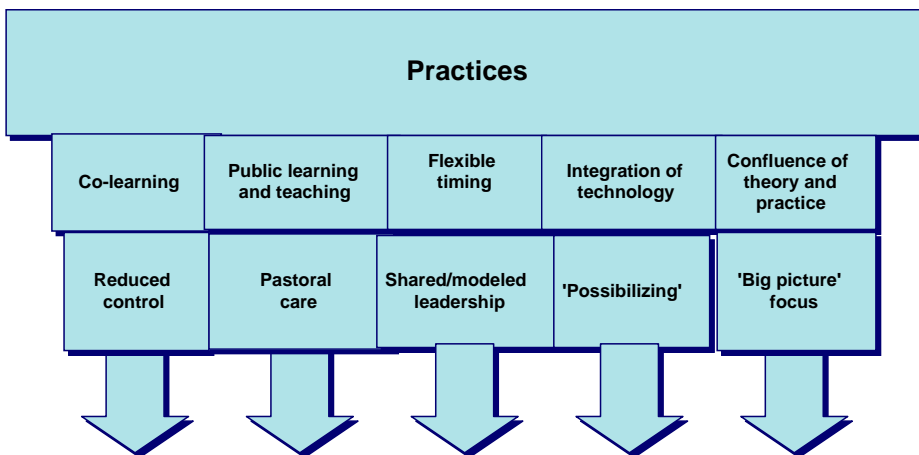 Practices
Co-learning
Public learning
and teaching
Flexible
timing
Integration of
technology
Confluence of
theory and
practice
Reduced
control
Pastoral
care
Shared/modeled
leadership
'Possibilizing'
'Big picture'
focus